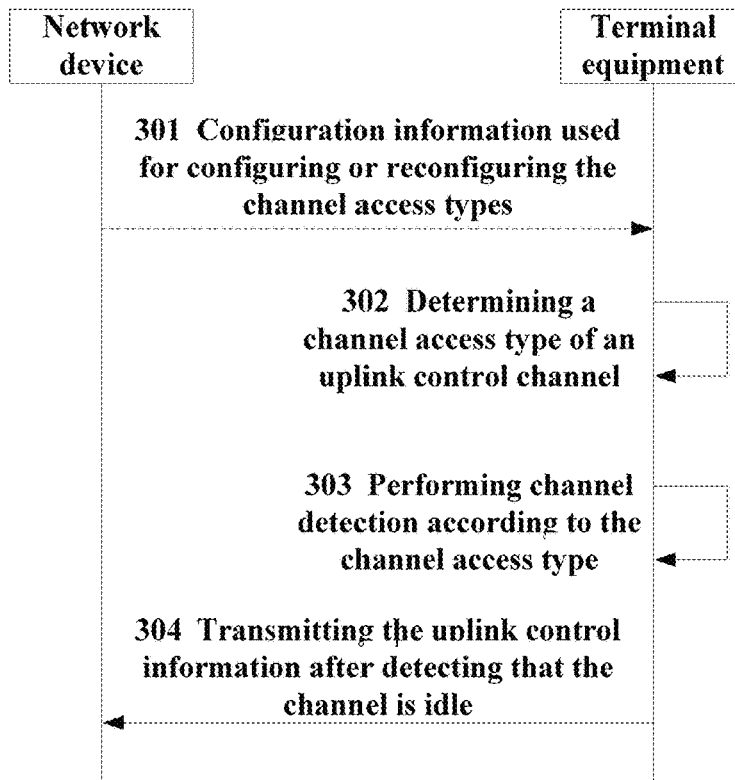 Network
device
Terminal
equipment
301 Configuration information used
for configuring or reconfiguring the
channel access types
302 Determining a
channel access type of an
uplink control channel
303 Performing channel
detection according to the
channel access type
304 Transmitting the uplink control
information after detecting that the
channel is idle